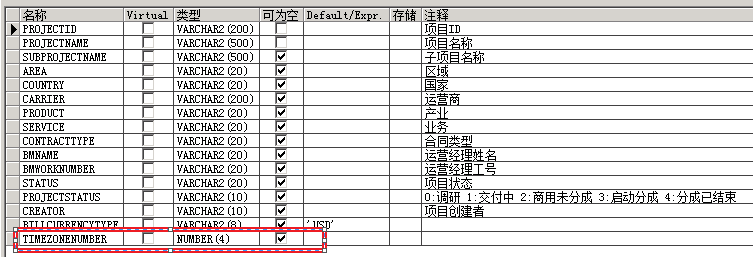 名称 Virtual 类型 可为空 Default/Expr. 存储 注释
PROJECTID VARCHAR2(200) 项目ID
PROJECTNAME VARCHAR2(500) 项目名称
SUBPROJECTNAME VARCHAR2(500) 子项目名称
AREA VARCHAR2(20) 区域
COUNTRY VARCHAR2(20) 国家
CARRIER VARCHAR2(200) 运营商
PRODUCT VARCHAR2(20) 产业
SERVICE VARCHAR2(20) 业务
CONTRACTTYPE VARCHAR2(20) 合同类型
BMNAME VARCHAR2(20) 运营经理姓名
BMWORKNUMBER VARCHAR2(20) 运营经理工号
STATUS VARCHAR2(20) 项目状态
PROJECTSTATUS VARCHAR2(10) 0:调研 1:交付中 2:商用未分成 3:启动分成 4:分成已结束
CREATOR VARCHAR2(10) 项目创建者
BILLCURRENCYTYPE VARCHAR2(8) 'USD'
TIMEZONENUMBER NUMBER(4)